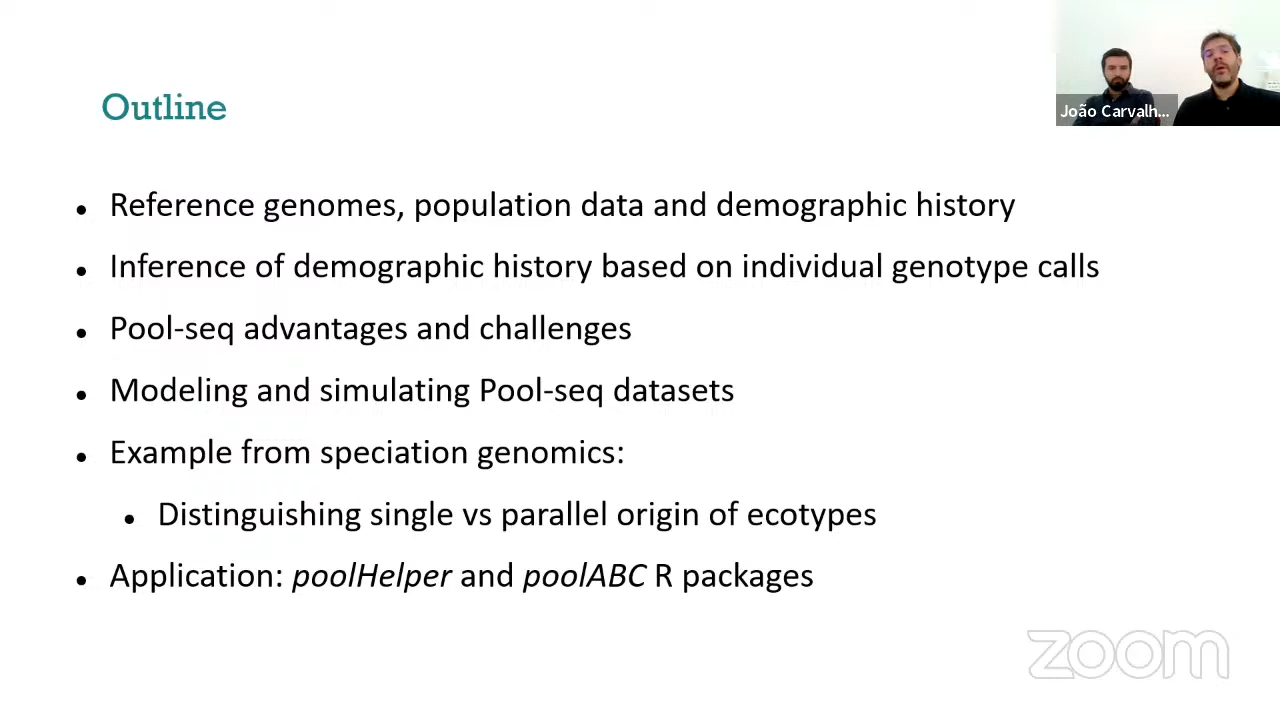 Outline
João Carvalh...
Reference genomes, population data and demographic history
Inference of demographic history based on individual genotype calls
Pool-seq advantages and challenges
Modeling and simulating Pool-seq datasets
Example from speciation genomics:
Distinguishing single vs parallel origin of ecotypes
Application: poolHelper and poolABC R packages
zoom